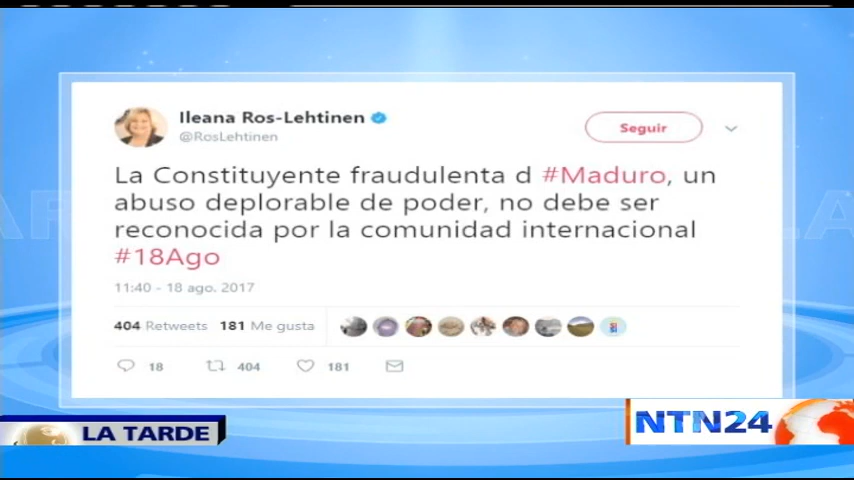 Ileana Ros-Lehtinen
@RosLehtinen
Seguir
La Constituyente fraudulenta d #Maduro, un
abuso deplorable de poder, no debe ser
reconocida por la comunidad internacional
#18Ago
11:40 - 18 ago. 2017
404 Retweets 181 Me gusta
18 404 181
LA TARDE
NTN24